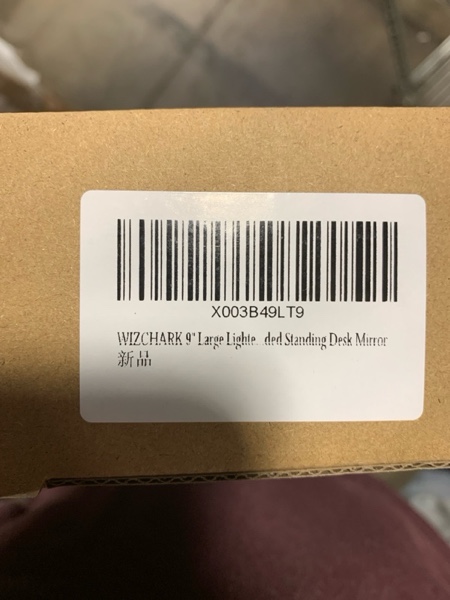 X003B49LT9
WIZCHARK 9" Large Lighte...ded Standing Desk Mirror
新品